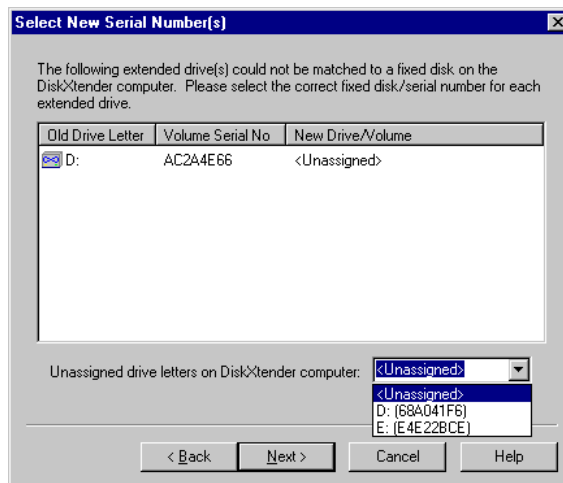 Select New Serial Number(s)
The following extended drive(s) could not be matched to a fixed disk on the
DiskXtender computer. Please select the correct fixed disk/serial number for each
extended drive.
Old Drive Letter Volume Serial No New Drive/Volume
D: AC2A4E66 <Unassigned>
Unassigned drive letters on DiskXtender computer: <Unassigned>
<Unassigned>
D: (68A041F6)
E: (E4E22BCE)
< Back Next > Cancel Help